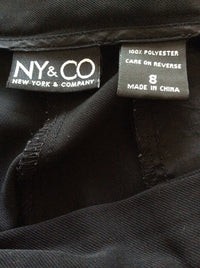 NY&CO
NEW YORK & COMPANY
100% POLYESTER
CARE ON REVERSE
8
MADE IN CHINA